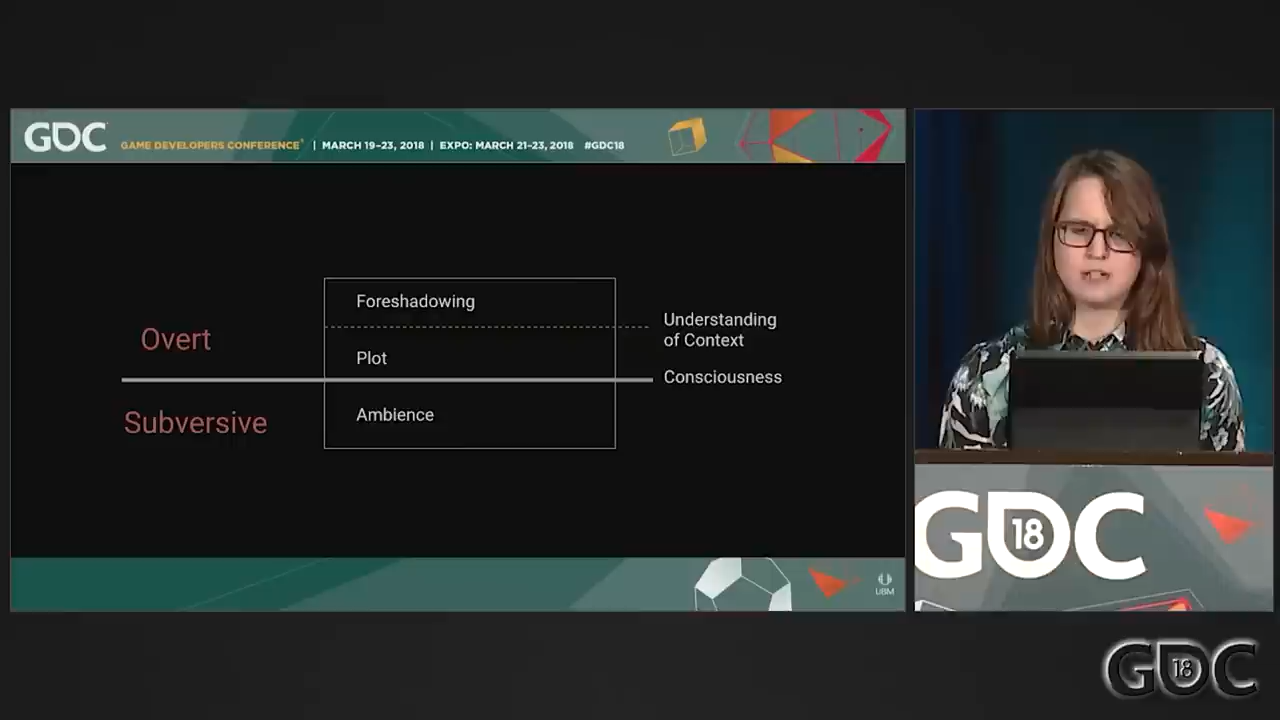 GDC GAME DEVELOPERS CONFERENCE® | MARCH 19–23, 2018 | EXPO: MARCH 21–23, 2018 #GDC18
Foreshadowing
Understanding
of Context
Overt
Plot
Consciousness
Ambience
Subversive
UBM
GDC 18
GDC 18